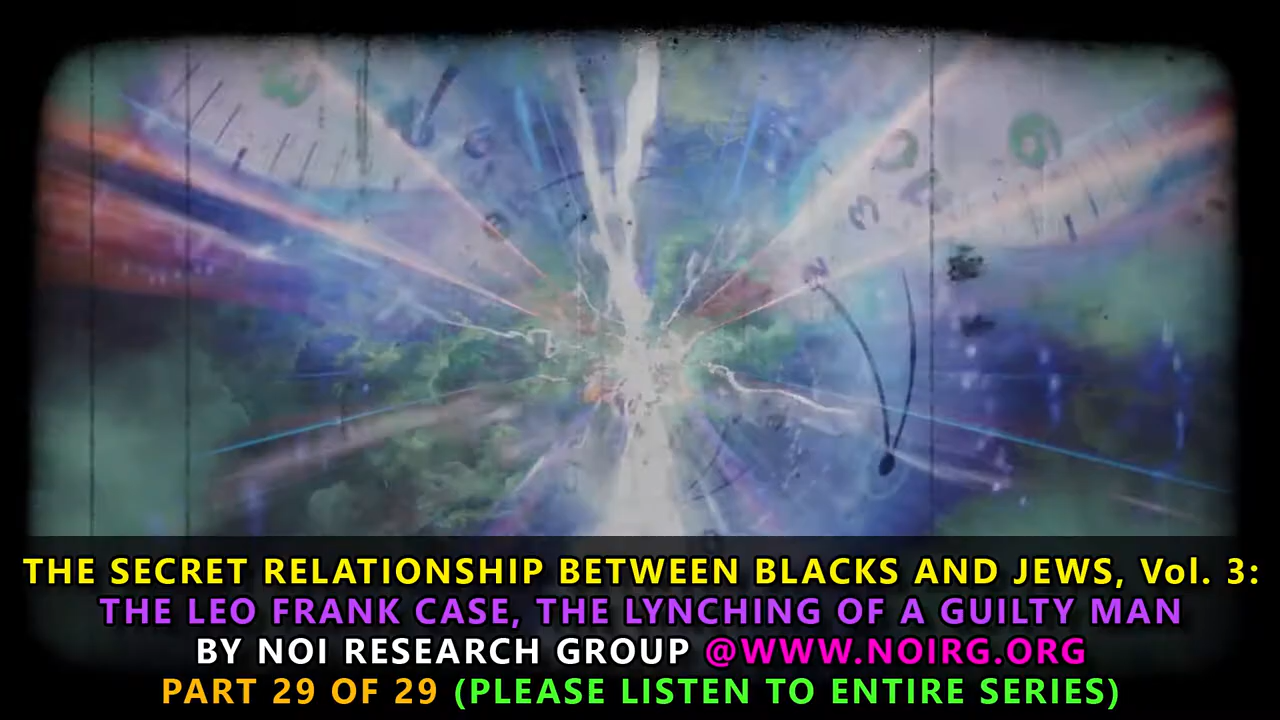 THE SECRET RELATIONSHIP BETWEEN BLACKS AND JEWS, Vol. 3:
THE LEO FRANK CASE, THE LYNCHING OF A GUILTY MAN
BY NOI RESEARCH GROUP @WWW.NOIRG.ORG
PART 29 OF 29 (PLEASE LISTEN TO ENTIRE SERIES)